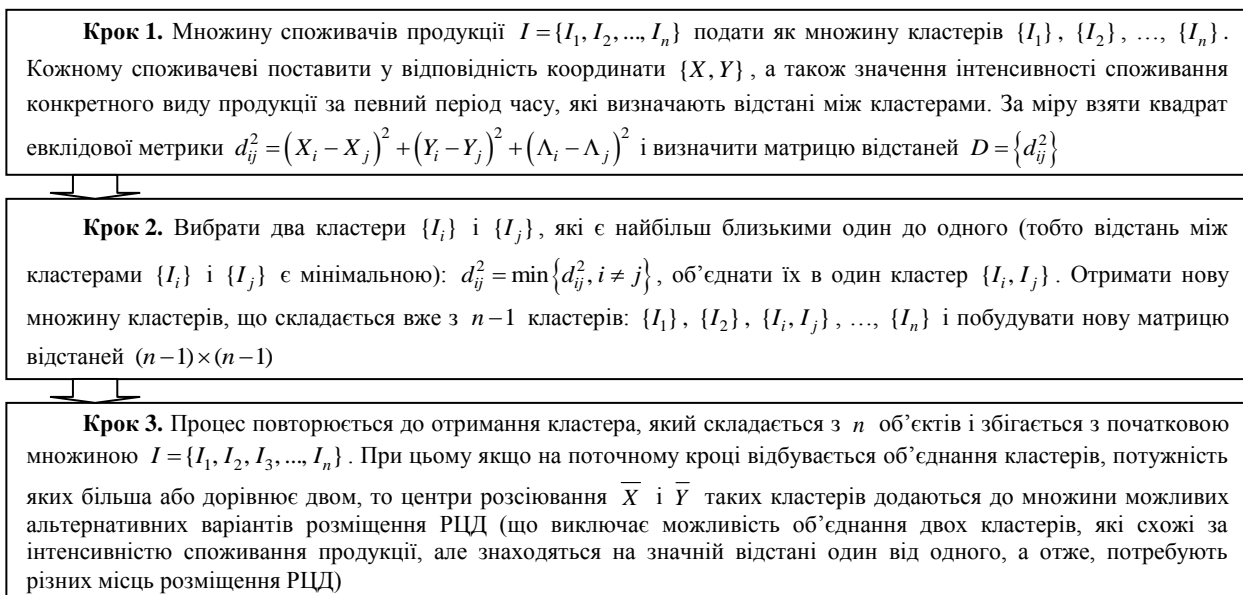 Крок 1. Множину споживачів продукції I = {I₁, I₂, ..., Iₙ} подати як множину кластерів {I₁}, {I₂}, …, {Iₙ}.
Кожному споживачеві поставити у відповідність координати {X, Y}, а також значення інтенсивності споживання
конкретного виду продукції за певний період часу, які визначають відстані між кластерами. За міру взяти квадрат
евклідової метрики d²ᵢⱼ = (Xᵢ − Xⱼ)² + (Yᵢ − Yⱼ)² + (Λᵢ − Λⱼ)² і визначити матрицю відстаней D = {d²ᵢⱼ}
Крок 2. Вибрати два кластери {Iᵢ} і {Iⱼ}, які є найбільш близькими один до одного (тобто відстань між
кластерами {Iᵢ} і {Iⱼ} є мінімальною): d²ᵢⱼ = min{d²ᵢⱼ, i ≠ j}, об’єднати їх в один кластер {Iᵢ, Iⱼ}. Отримати нову
множину кластерів, що складається вже з n−1 кластерів: {I₁}, {I₂}, {Iᵢ, Iⱼ}, …, {Iₙ} і побудувати нову матрицю
відстаней (n−1)×(n−1)
Крок 3. Процес повторюється до отримання кластера, який складається з n об’єктів і збігається з початковою
множиною I = {I₁, I₂, I₃, ..., Iₙ}. При цьому якщо на поточному кроці відбувається об’єднання кластерів, потужність
яких більша або дорівнює двом, то центри розсіювання X̅ і Y̅ таких кластерів додаються до множини можливих
альтернативних варіантів розміщення РЦД (що виключає можливість об’єднання двох кластерів, які схожі за
інтенсивністю споживання продукції, але знаходяться на значній відстані один від одного, а отже, потребують
різних місць розміщення РЦД)